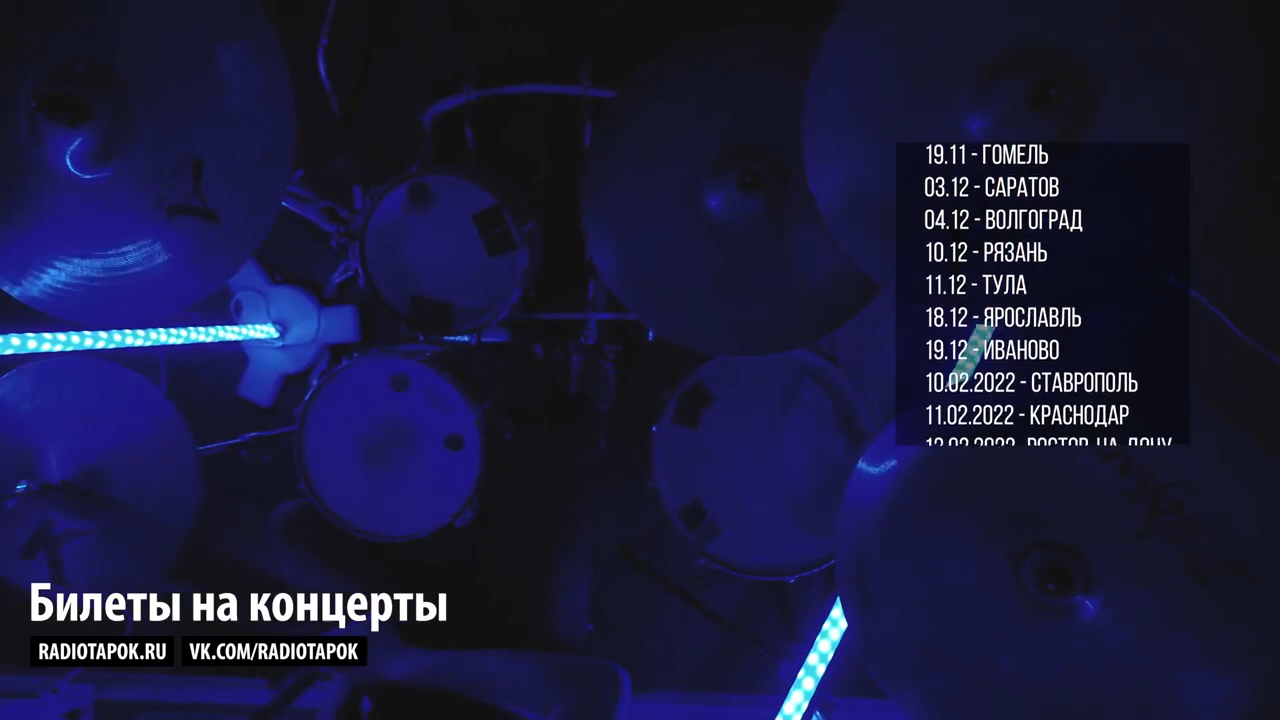 19.11 - ГОМЕЛЬ
03.12 - САРАТОВ
04.12 - ВОЛГОГРАД
10.12 - РЯЗАНЬ
11.12 - ТУЛА
18.12 - ЯРОСЛАВЛЬ
19.12 - ИВАНОВО
10.02.2022 - СТАВРОПОЛЬ
11.02.2022 - КРАСНОДАР
Билеты на концерты
RADIOTAPOK.RU
VK.COM/RADIOTAPOK